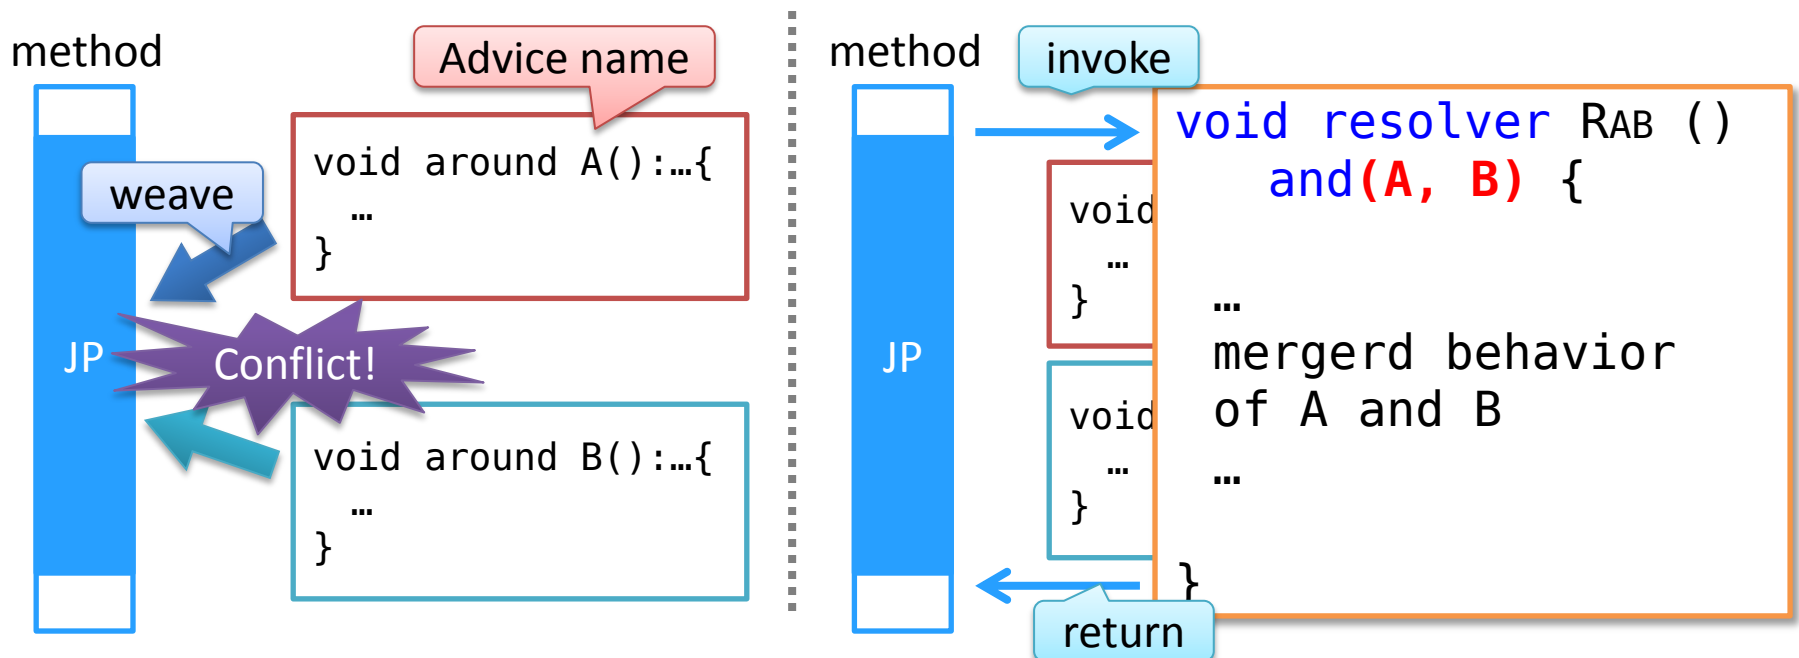 method
Advice name
void around A():…{
…
}
weave
JP
Conflict!
void around B():…{
…
}
method
invoke
void resolver RAB ()
and(A, B) {
…
mergerd behavior
of A and B
…
}
void
…
}
JP
void
…
}
return